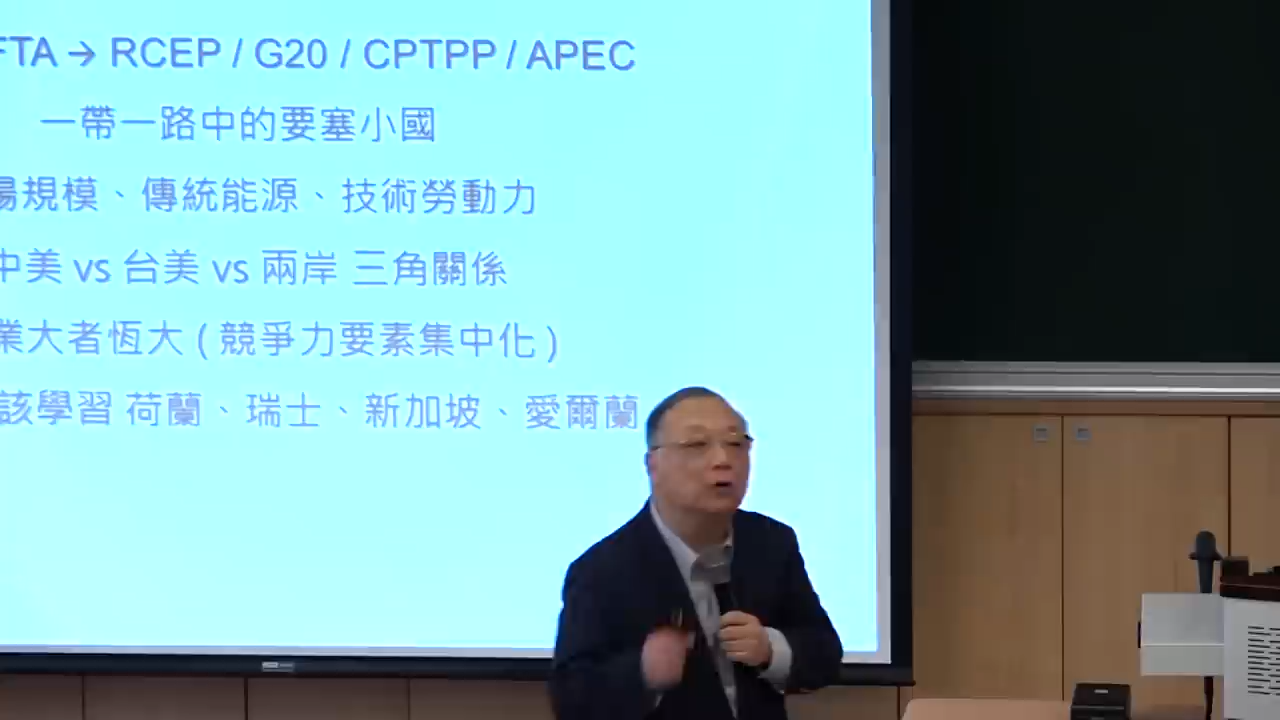 FTA → RCEP / G20 / CPTPP / APEC
一帶一路中的要塞小國
場規模、傳統能源、技術勞動力
中美 vs 台美 vs 兩岸 三角關係
業大者恆大 ( 競爭力要素集中化 )
該學習 荷蘭、瑞士、新加坡、愛爾蘭